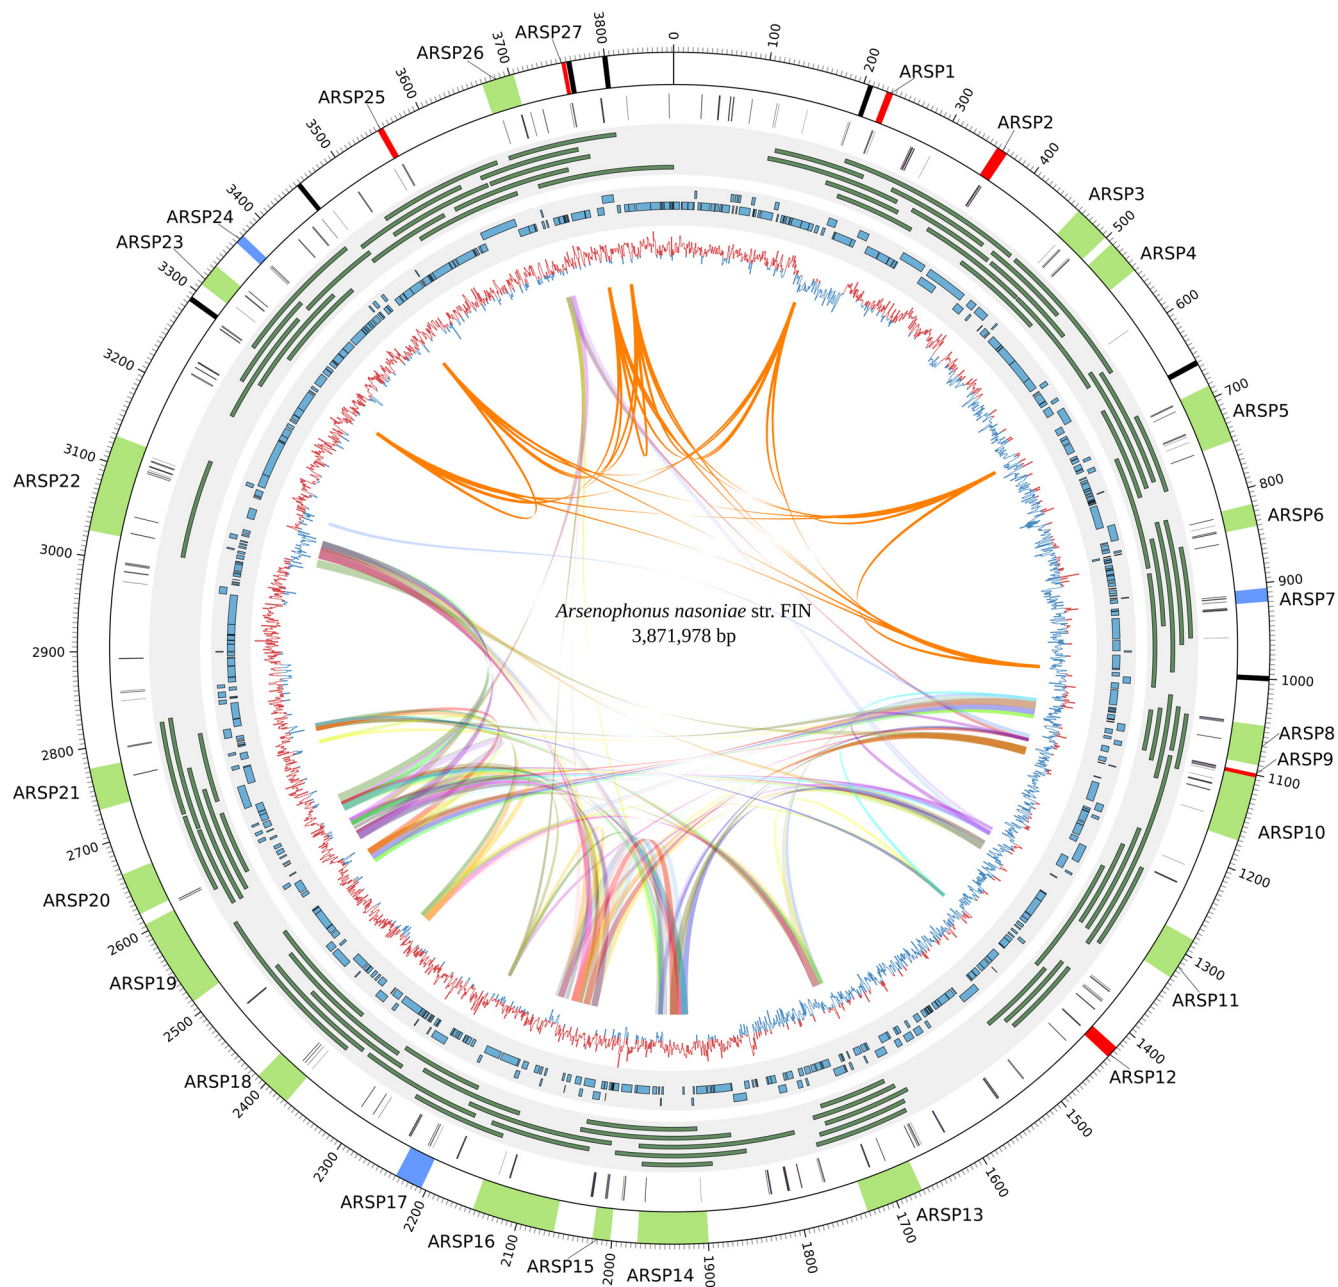 0
100
200
ARSP1
300
ARSP2
400
ARSP3
500
ARSP4
600
700
ARSP5
800
ARSP6
900
ARSP7
1000
ARSP8
ARSP9
1100
ARSP10
1200
1300
ARSP11
1400
ARSP12
1500
1600
1700
ARSP13
1800
1900
ARSP14
2000
ARSP15
2100
ARSP16
2200
ARSP17
2300
2400
ARSP18
2500
ARSP19
2600
ARSP20
2700
ARSP21
2800
2900
3000
ARSP22
3100
3200
3300
ARSP23
ARSP24
3400
3500
ARSP25
3600
ARSP26
3700
ARSP27
3800
Arsenophonus nasoniae str. FIN
3,871,978 bp